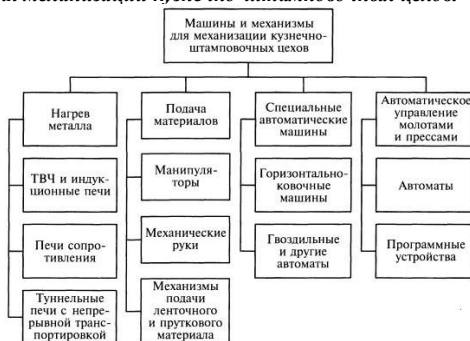 Машины и механизмы
для механизации кузнечно-
штамповочных цехов
Нагрев
металла
ТВЧ и индук-
ционные печи
Печи сопро-
тивления
Туннельные
печи с непре-
рывной транс-
портировкой
Подача
материалов
Манипуля-
торы
Механические
руки
Механизмы
подачи
ленточного
и пруткового
материала
Специальные
автоматические
машины
Горизонтально-
ковочные
машины
Гвоздильные
и другие
автоматы
Автоматическое
управление
молотами
и прессами
Автоматы
Программные
устройства